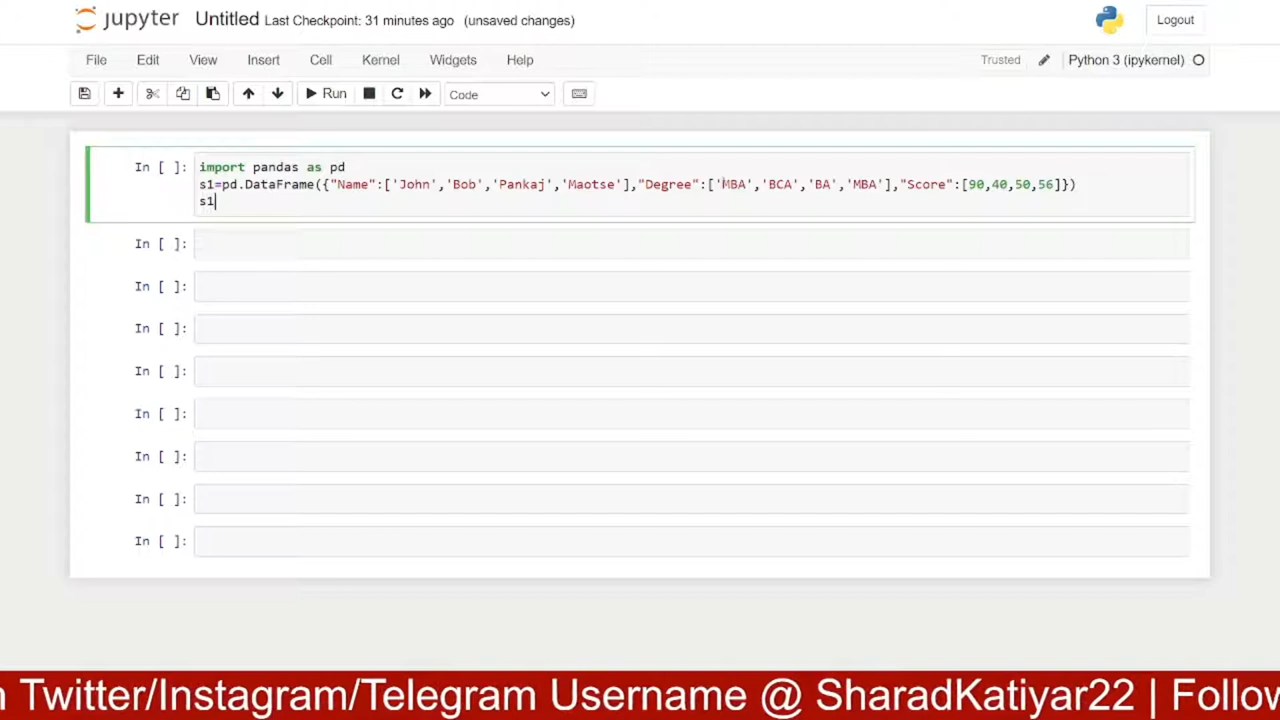 jupyter Untitled Last Checkpoint: 31 minutes ago (unsaved changes) Logout
File Edit View Insert Cell Kernel Widgets Help Trusted Python 3 (ipykernel)
Run Code
In [ ]: import pandas as pd
s1=pd.DataFrame({"Name":['John','Bob','Pankaj','Maotse'],"Degree":['MBA','BCA','BA','MBA'],"Score":[90,40,50,56]})
s1
In [ ]:
In [ ]:
In [ ]:
In [ ]:
In [ ]:
In [ ]:
In [ ]:
In [ ]:
n Twitter/Instagram/Telegram Username @ SharadKatiyar22 | Follow